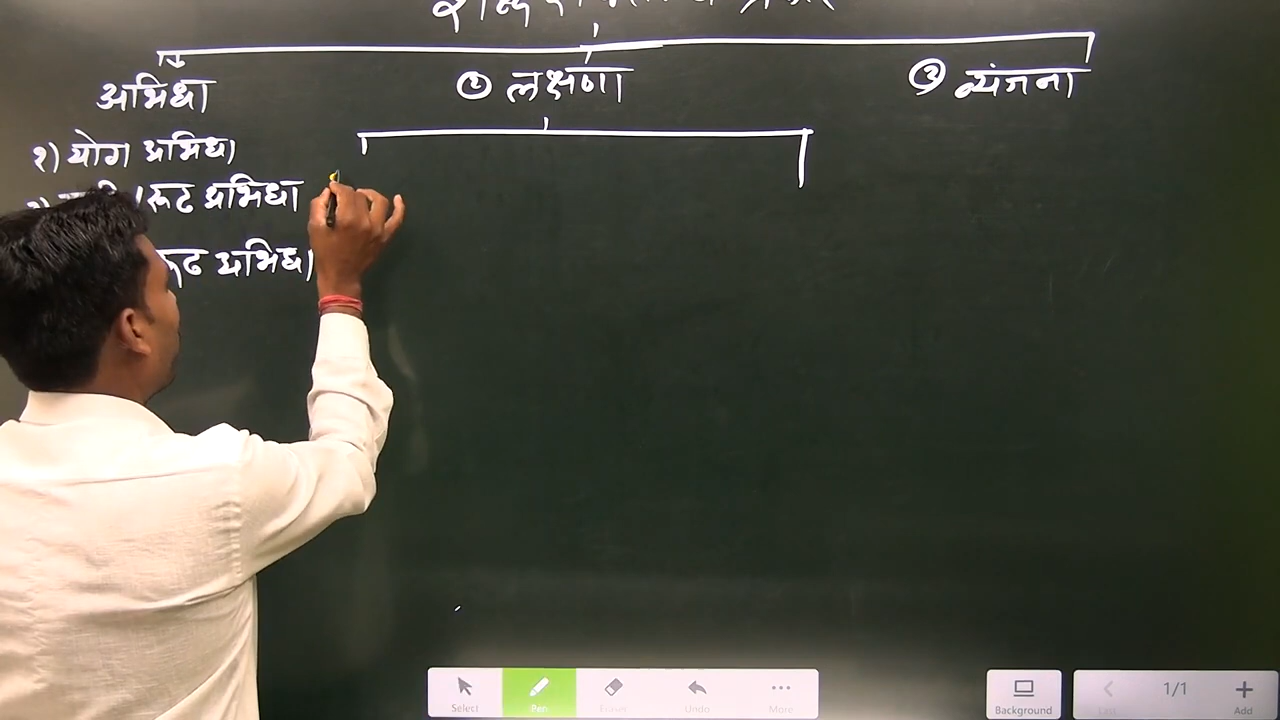 अभिधा
② लक्षणा
③ व्यंजना
१) योग अभिधा
रूढ अभिधा
रूढ अभिधा
Select
Pen
Eraser
Undo
More
Background
1/1
Add